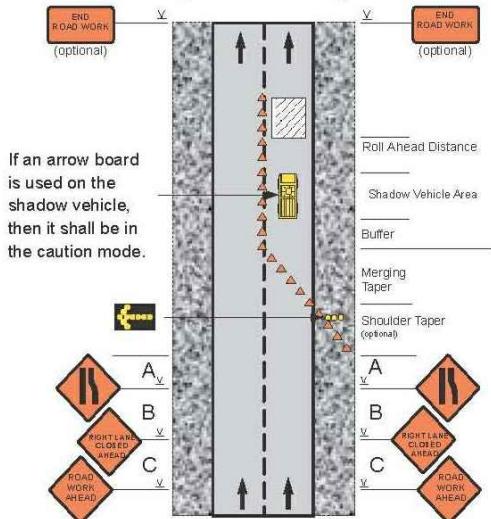 END
ROAD WORK
(optional)
END
ROAD WORK
(optional)
Roll Ahead Distance
If an arrow board
is used on the
shadow vehicle,
then it shall be in
the caution mode.
Shadow Vehicle Area
Buffer
Merging
Taper
Shoulder Taper
(optional)
A
A
B
B
RIGHT LANE
CLOSED
AHEAD
RIGHT LANE
CLOSED
AHEAD
C
C
ROAD
WORK
AHEAD
ROAD
WORK
AHEAD